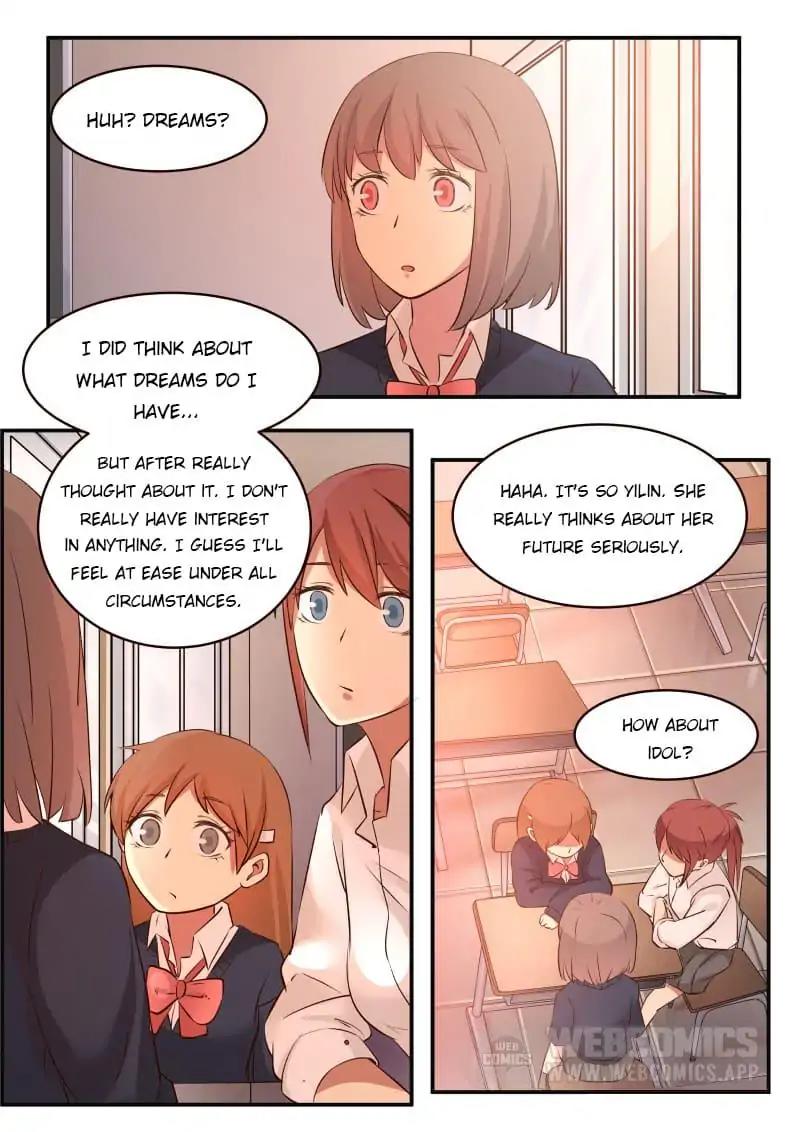 HUH? DREAMS?
I DID THINK ABOUT
WHAT DREAMS DO I
HAVE...
BUT AFTER REALLY
THOUGHT ABOUT IT. I DON'T
REALLY HAVE INTEREST
IN ANYTHING. I GUESS I'LL
FEEL AT EASE UNDER ALL
CIRCUMSTANCES.
HAHA. IT'S SO YILIN. SHE
REALLY THINKS ABOUT HER
FUTURE SERIOUSLY.
HOW ABOUT
IDOL?
WEB
COMICS
WEBCOMICS
WWW.WEBCOMICS.APP